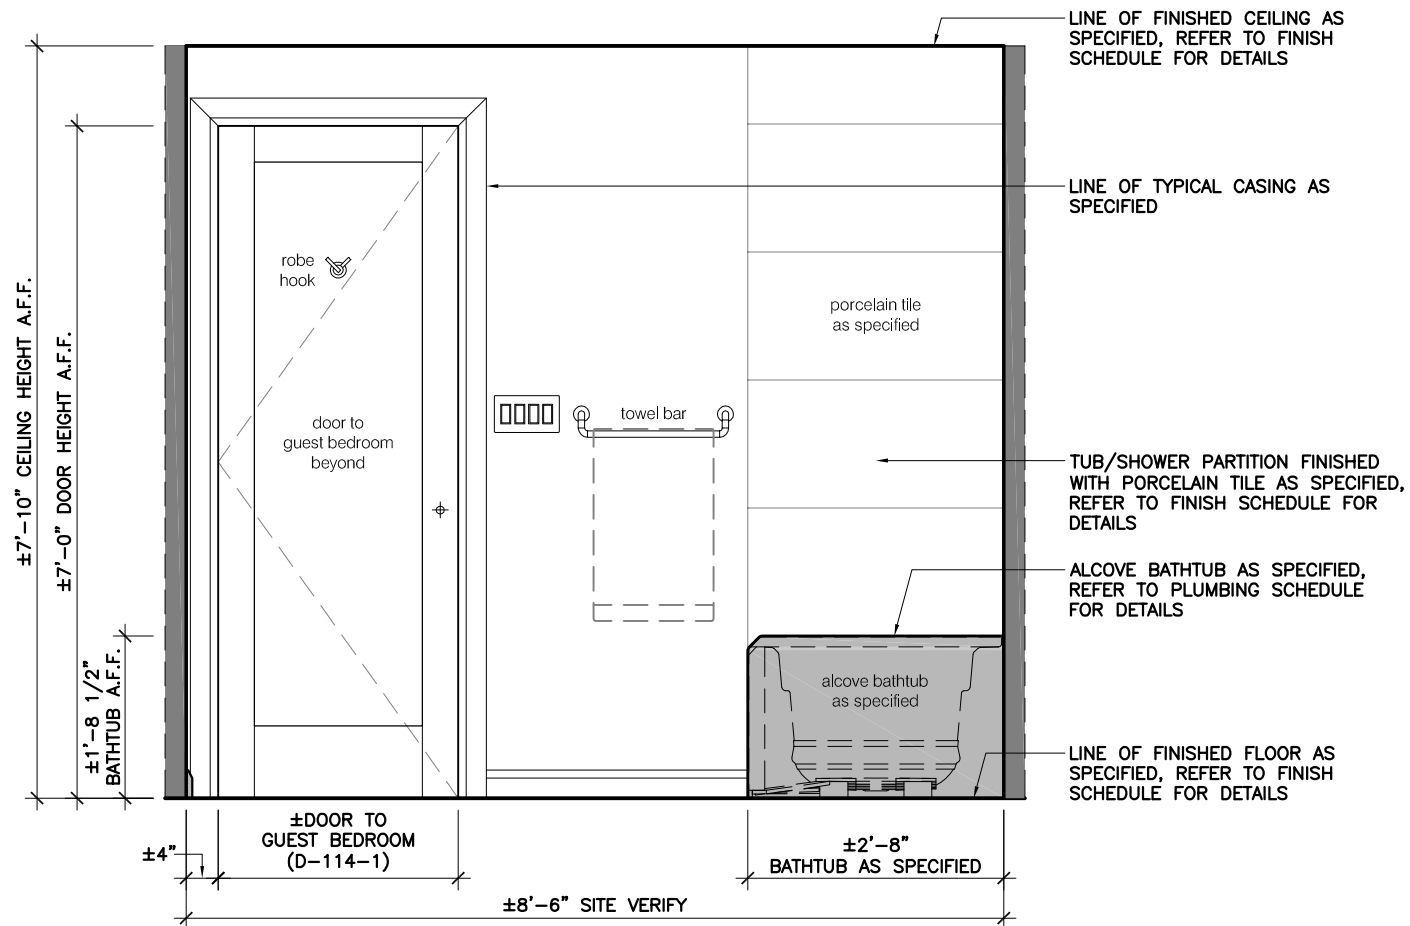 LINE OF FINISHED CEILING AS
SPECIFIED, REFER TO FINISH
SCHEDULE FOR DETAILS
LINE OF TYPICAL CASING AS
SPECIFIED
robe
hook
porcelain tile
as specified
±7'-10" CEILING HEIGHT A.F.F.
±7'-0" DOOR HEIGHT A.F.F.
towel bar
door to
guest bedroom
beyond
TUB/SHOWER PARTITION FINISHED
WITH PORCELAIN TILE AS SPECIFIED,
REFER TO FINISH SCHEDULE FOR
DETAILS
ALCOVE BATHTUB AS SPECIFIED,
REFER TO PLUMBING SCHEDULE
FOR DETAILS
±1'-8 1/2"
BATHTUB A.F.F.
alcove bathtub
as specified
LINE OF FINISHED FLOOR AS
SPECIFIED, REFER TO FINISH
SCHEDULE FOR DETAILS
±4"
±DOOR TO
GUEST BEDROOM
(D-114-1)
±2'-8"
BATHTUB AS SPECIFIED
±8'-6" SITE VERIFY